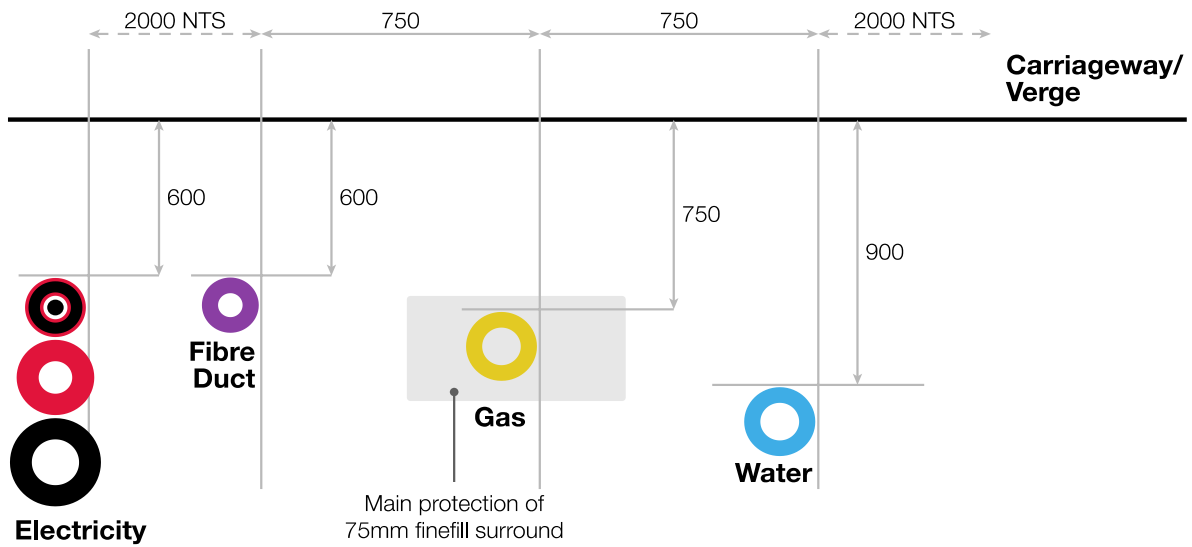 2000 NTS
750
750
2000 NTS
Carriageway/
Verge
600
600
750
900
Fibre
Duct
Gas
Water
Main protection of
75mm finefill surround
Electricity